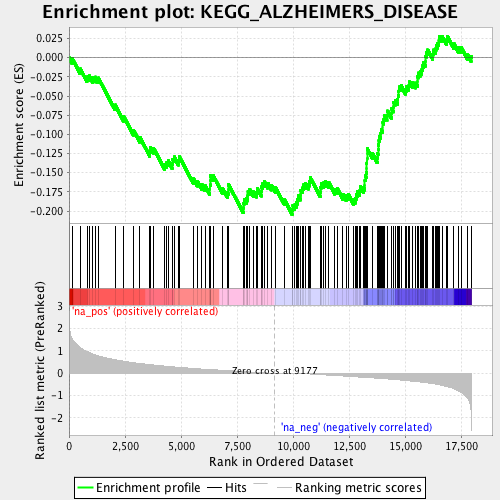 Enrichment plot: KEGG_ALZHEIMERS_DISEASE
Enrichment score (ES)
0.025
0.000
-0.025
-0.050
-0.075
-0.100
-0.125
-0.150
-0.175
-0.200
'na_pos' (positively correlated)
Ranked list metric (PreRanked)
3
2
1
0
-1
-2
Zero cross at 9177
'na_neg' (negatively correlated)
0
2,500
5,000
7,500
10,000
12,500
15,000
17,500
Rank in Ordered Dataset
Enrichment profile
Hits
Ranking metric scores